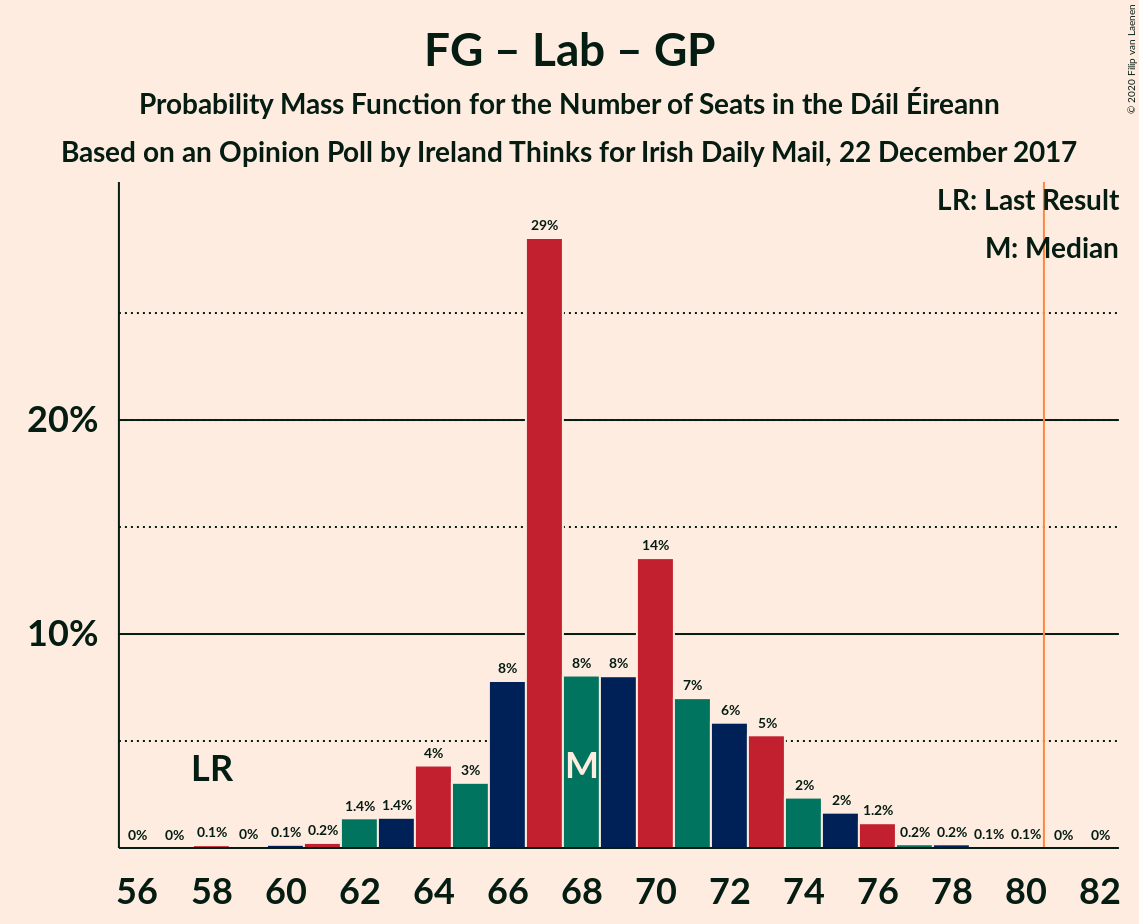 FG – Lab – GP
Probability Mass Function for the Number of Seats in the Dáil Éireann
Based on an Opinion Poll by Ireland Thinks for Irish Daily Mail, 22 December 2017
© 2020 Filip van Laenen
LR: Last Result
M: Median
20%
10%
0% 0% 0.1% 0% 0.1% 0.2% 1.4% 1.4% 4% 3% 8% 29% 8% 8% 14% 7% 6% 5% 2% 2% 1.2% 0.2% 0.2% 0.1% 0.1% 0% 0%
LR
M
56 58 60 62 64 66 68 70 72 74 76 78 80 82